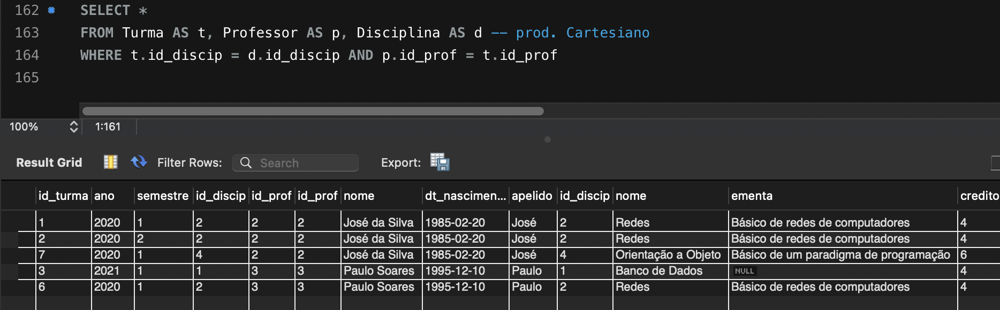 162 SELECT *
163 FROM Turma AS t, Professor AS p, Disciplina AS d -- prod. Cartesiano
164 WHERE t.id_discip = d.id_discip AND p.id_prof = t.id_prof
165
100% 1:161
Result Grid Filter Rows: Search Export:
id_turma ano semestre id_discip id_prof id_prof nome dt_nascimen... apelido id_discip nome ementa credito
1 2020 1 2 2 2 José da Silva 1985-02-20 José 2 Redes Básico de redes de computadores 4
2 2020 2 2 2 2 José da Silva 1985-02-20 José 2 Redes Básico de redes de computadores 4
7 2020 1 4 2 2 José da Silva 1985-02-20 José 4 Orientação a Objeto Básico de um paradigma de programação 6
3 2021 1 1 3 3 Paulo Soares 1995-12-10 Paulo 1 Banco de Dados NULL 4
6 2020 1 2 3 3 Paulo Soares 1995-12-10 Paulo 2 Redes Básico de redes de computadores 4